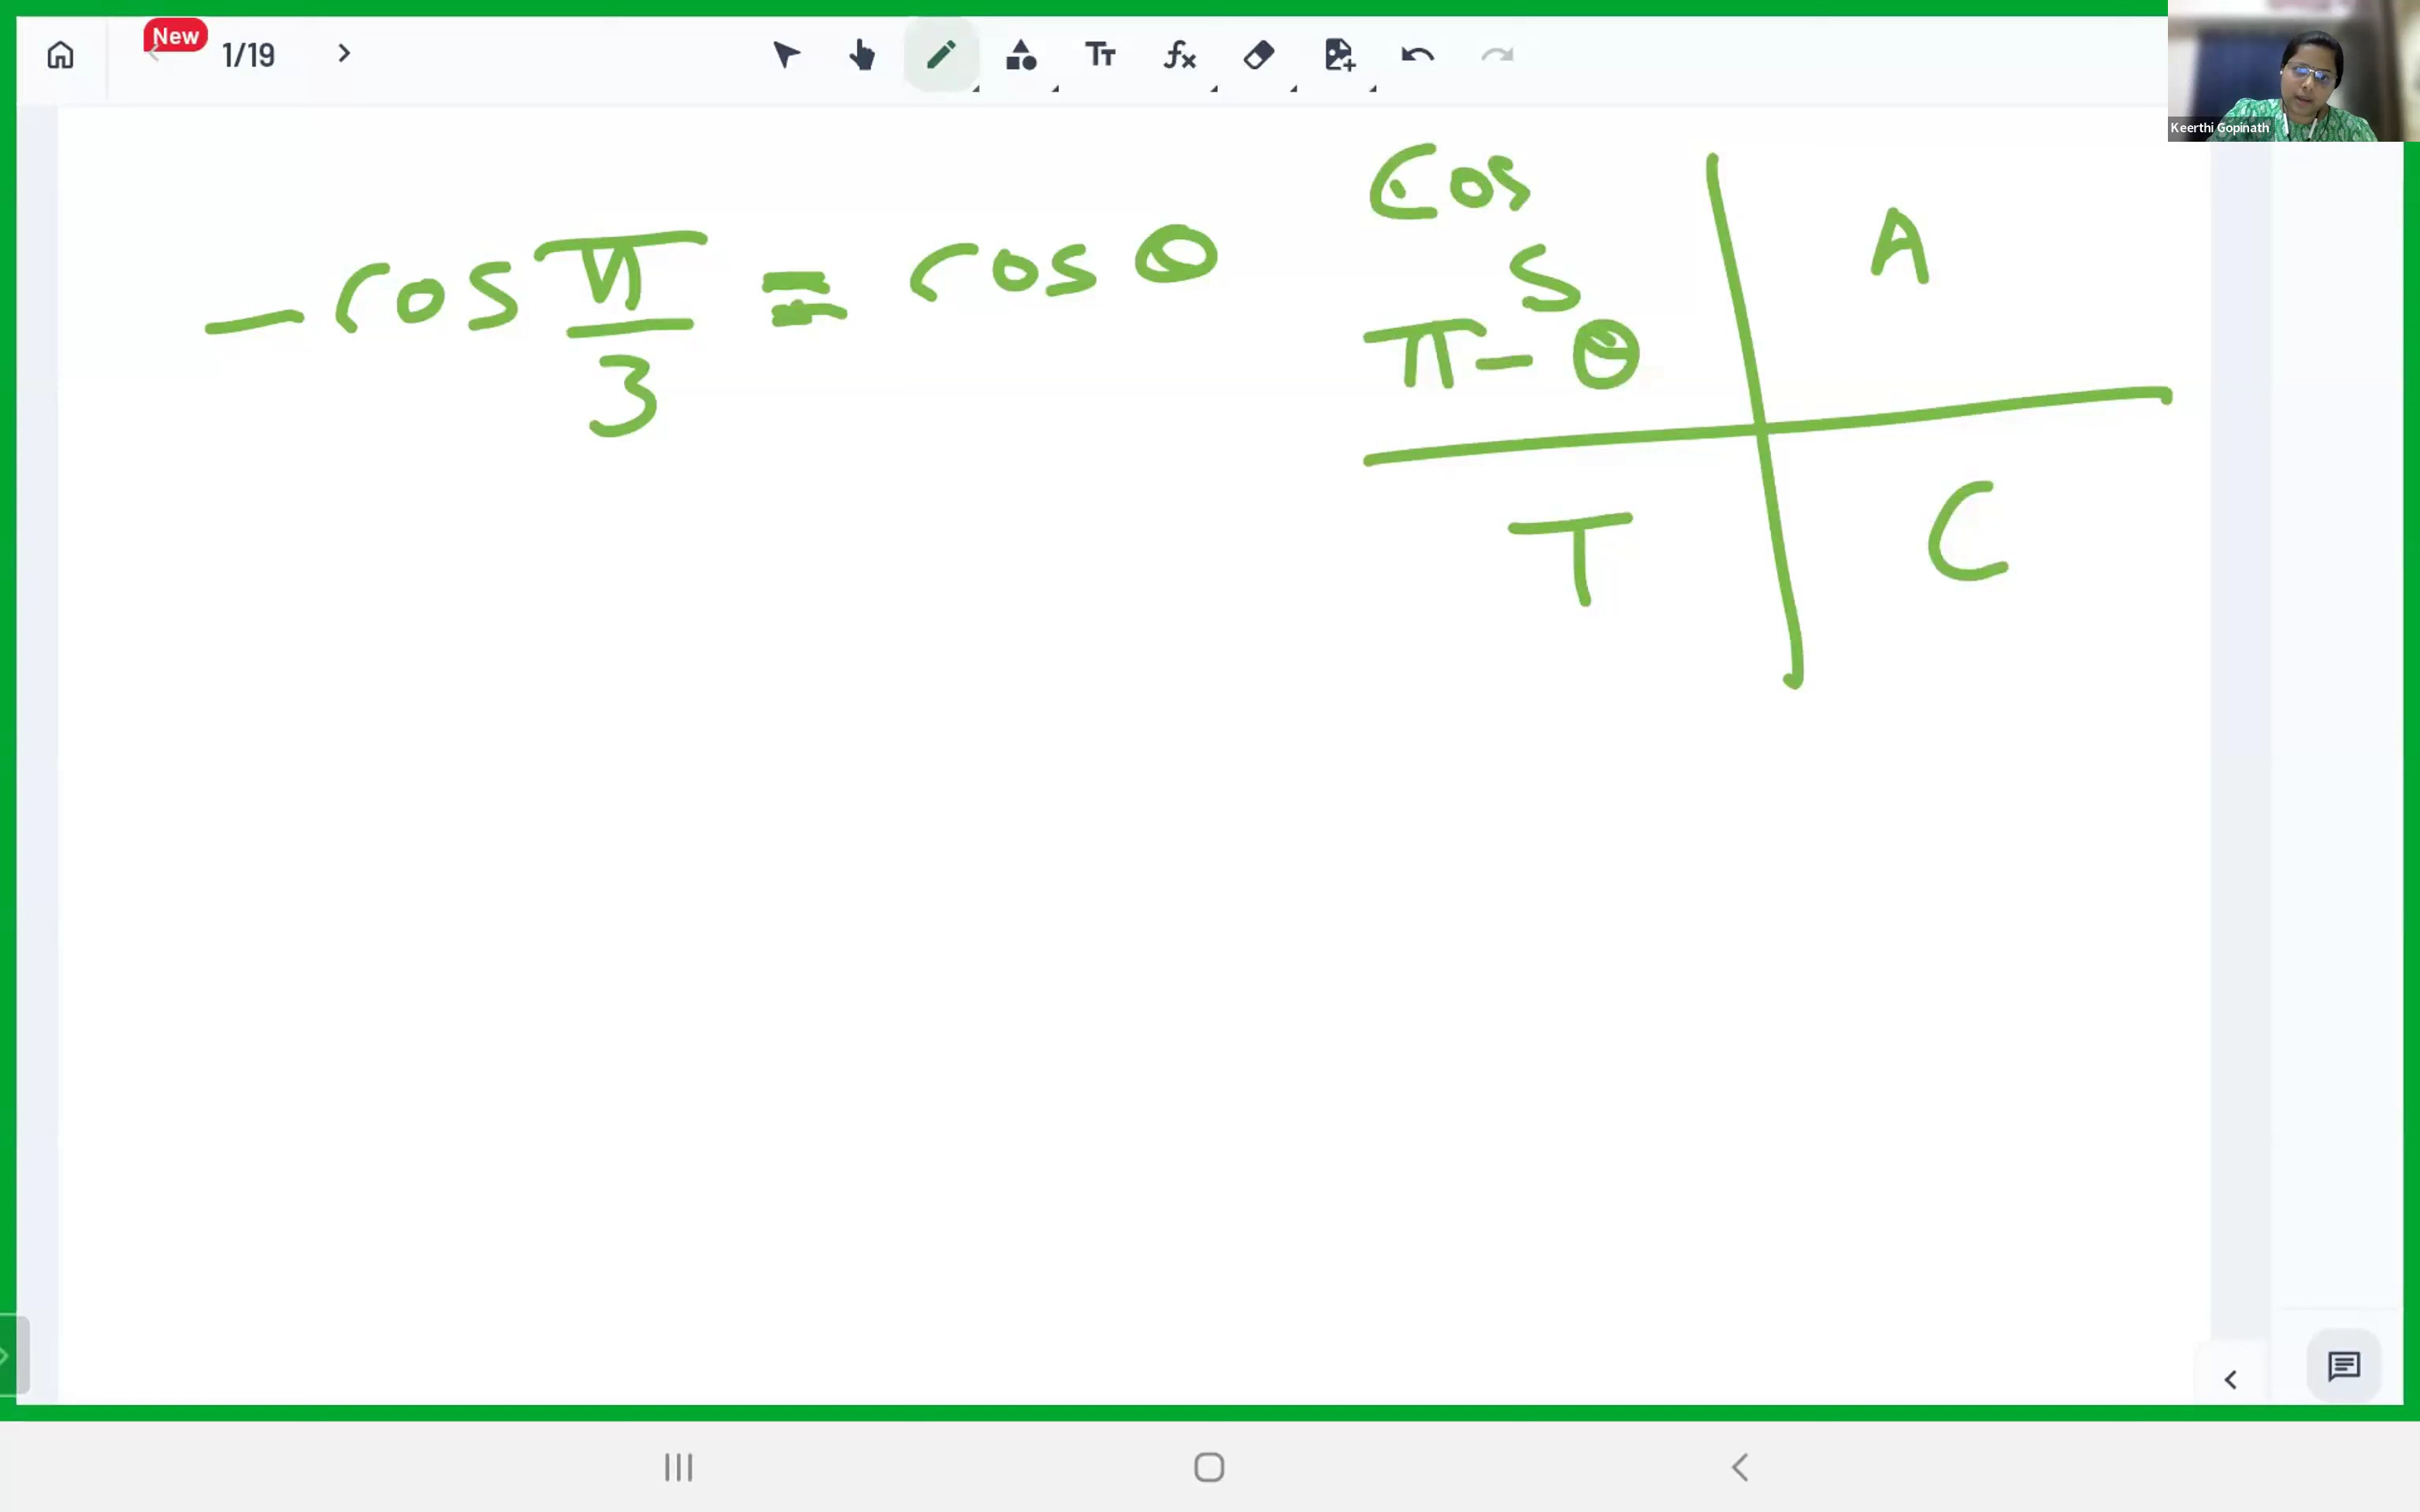 New
1/19
Keerthi Gopinath
- cos π/3 = cos θ
Cos
S
π - θ
A
T
C